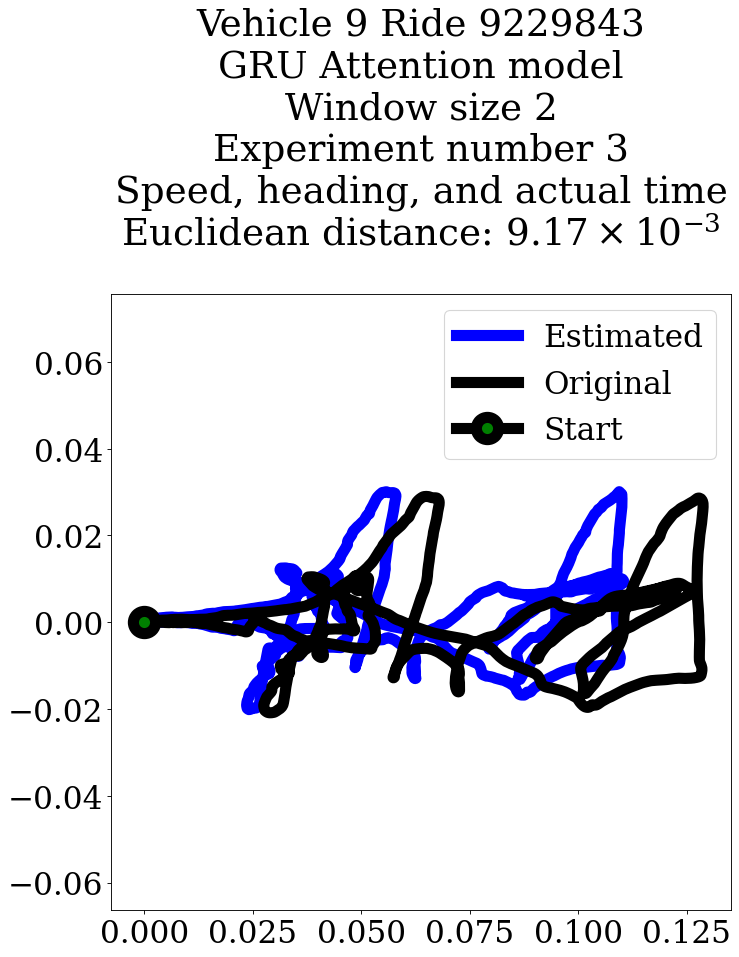 Vehicle 9 Ride 9229843
GRU Attention model
Window size 2
Experiment number 3
Speed, heading, and actual time
Euclidean distance: 9.17 × 10⁻³
Estimated
Original
Start
0.06
0.04
0.02
0.00
−0.02
−0.04
−0.06
0.000 0.025 0.050 0.075 0.100 0.125